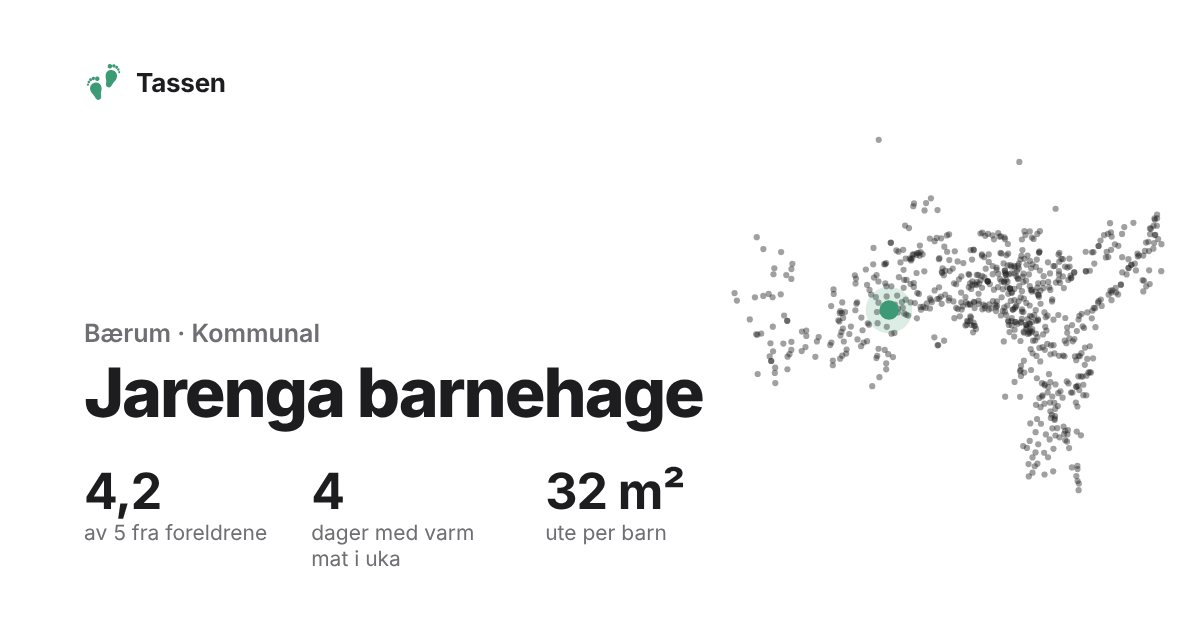 Tassen
Bærum · Kommunal
Jarenga barnehage
4,2
av 5 fra foreldrene
4
dager med varm
mat i uka
32 m²
ute per barn